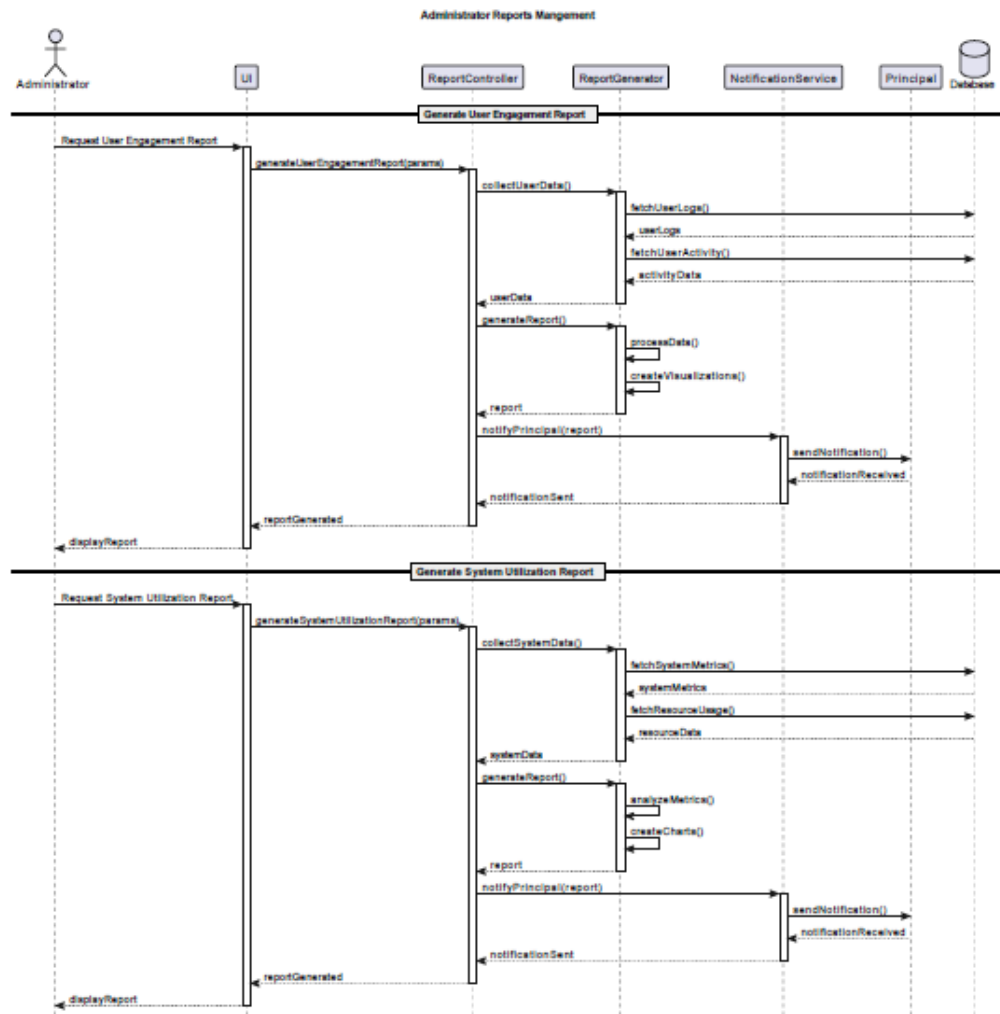 Administrator Reports Mangement
Administrator
UI
ReportController
ReportGenerator
NotificationService
Principal
Database
Generate User Engagement Report
Request User Engagement Report
generateUserEngagementReport(params)
collectUserData()
fetchUserLogs()
userLogs
fetchUserActivity()
activityData
userData
generateReport()
processData()
createVisualizations()
report
notifyPrincipal(report)
sendNotification()
notificationReceived
notificationSent
reportGenerated
displayReport
Generate System Utilization Report
Request System Utilization Report
generateSystemUtilizationReport(params)
collectSystemData()
fetchSystemMetrics()
systemMetrics
fetchResourceUsage()
resourceData
systemData
generateReport()
analyzeMetrics()
createCharts()
report
notifyPrincipal(report)
sendNotification()
notificationReceived
notificationSent
reportGenerated
displayReport